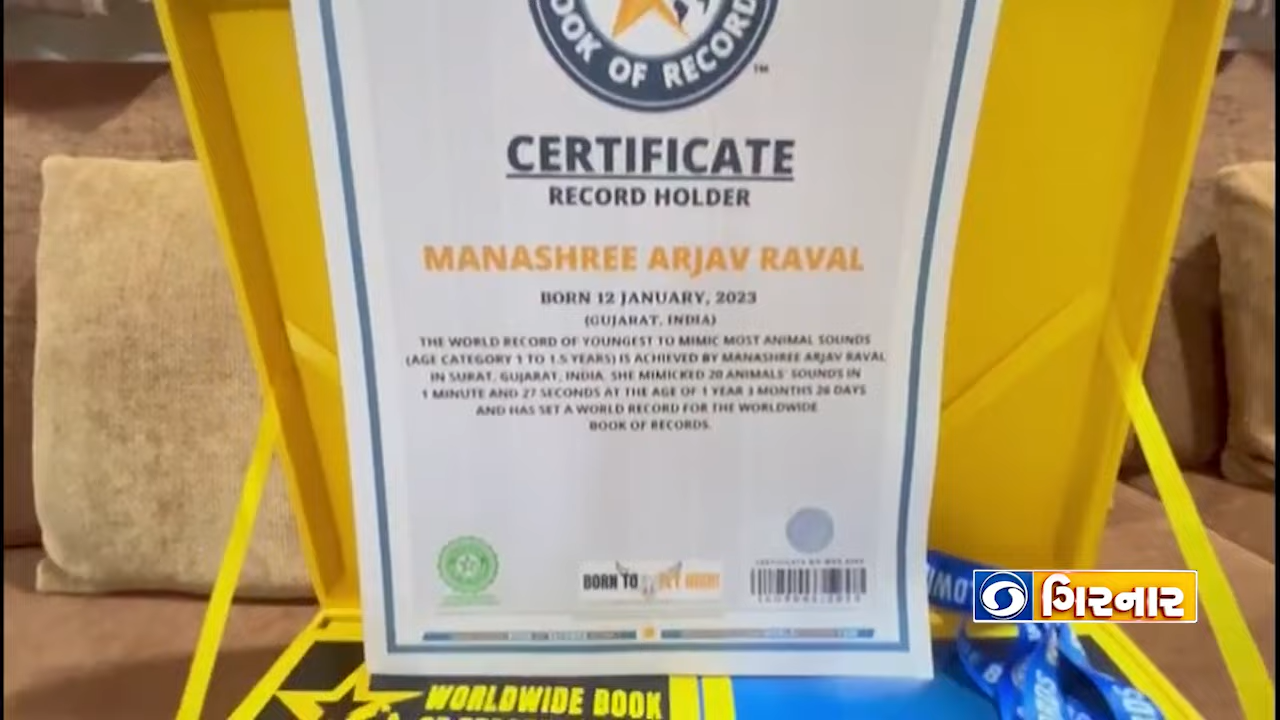 BOOK OF RECORD
TM
CERTIFICATE
RECORD HOLDER
MANASHREE ARJAV RAVAL
BORN 12 JANUARY, 2023
(GUJARAT, INDIA)
THE WORLD RECORD OF YOUNGEST TO MIMIC MOST ANIMAL SOUNDS
(AGE CATEGORY 1 TO 1.5 YEARS) IS ACHIEVED BY MANASHREE ARJAV RAVAL
IN SURAT, GUJARAT, INDIA. SHE MIMICKED 20 ANIMALS' SOUNDS IN
1 MINUTE AND 27 SECONDS AT THE AGE OF 1 YEAR 3 MONTHS 26 DAYS
AND HAS SET A WORLD RECORD FOR THE WORLDWIDE
BOOK OF RECORDS.
BORN TO FLY HIGH!
ગિરનાર
WORLDWIDE BOOK